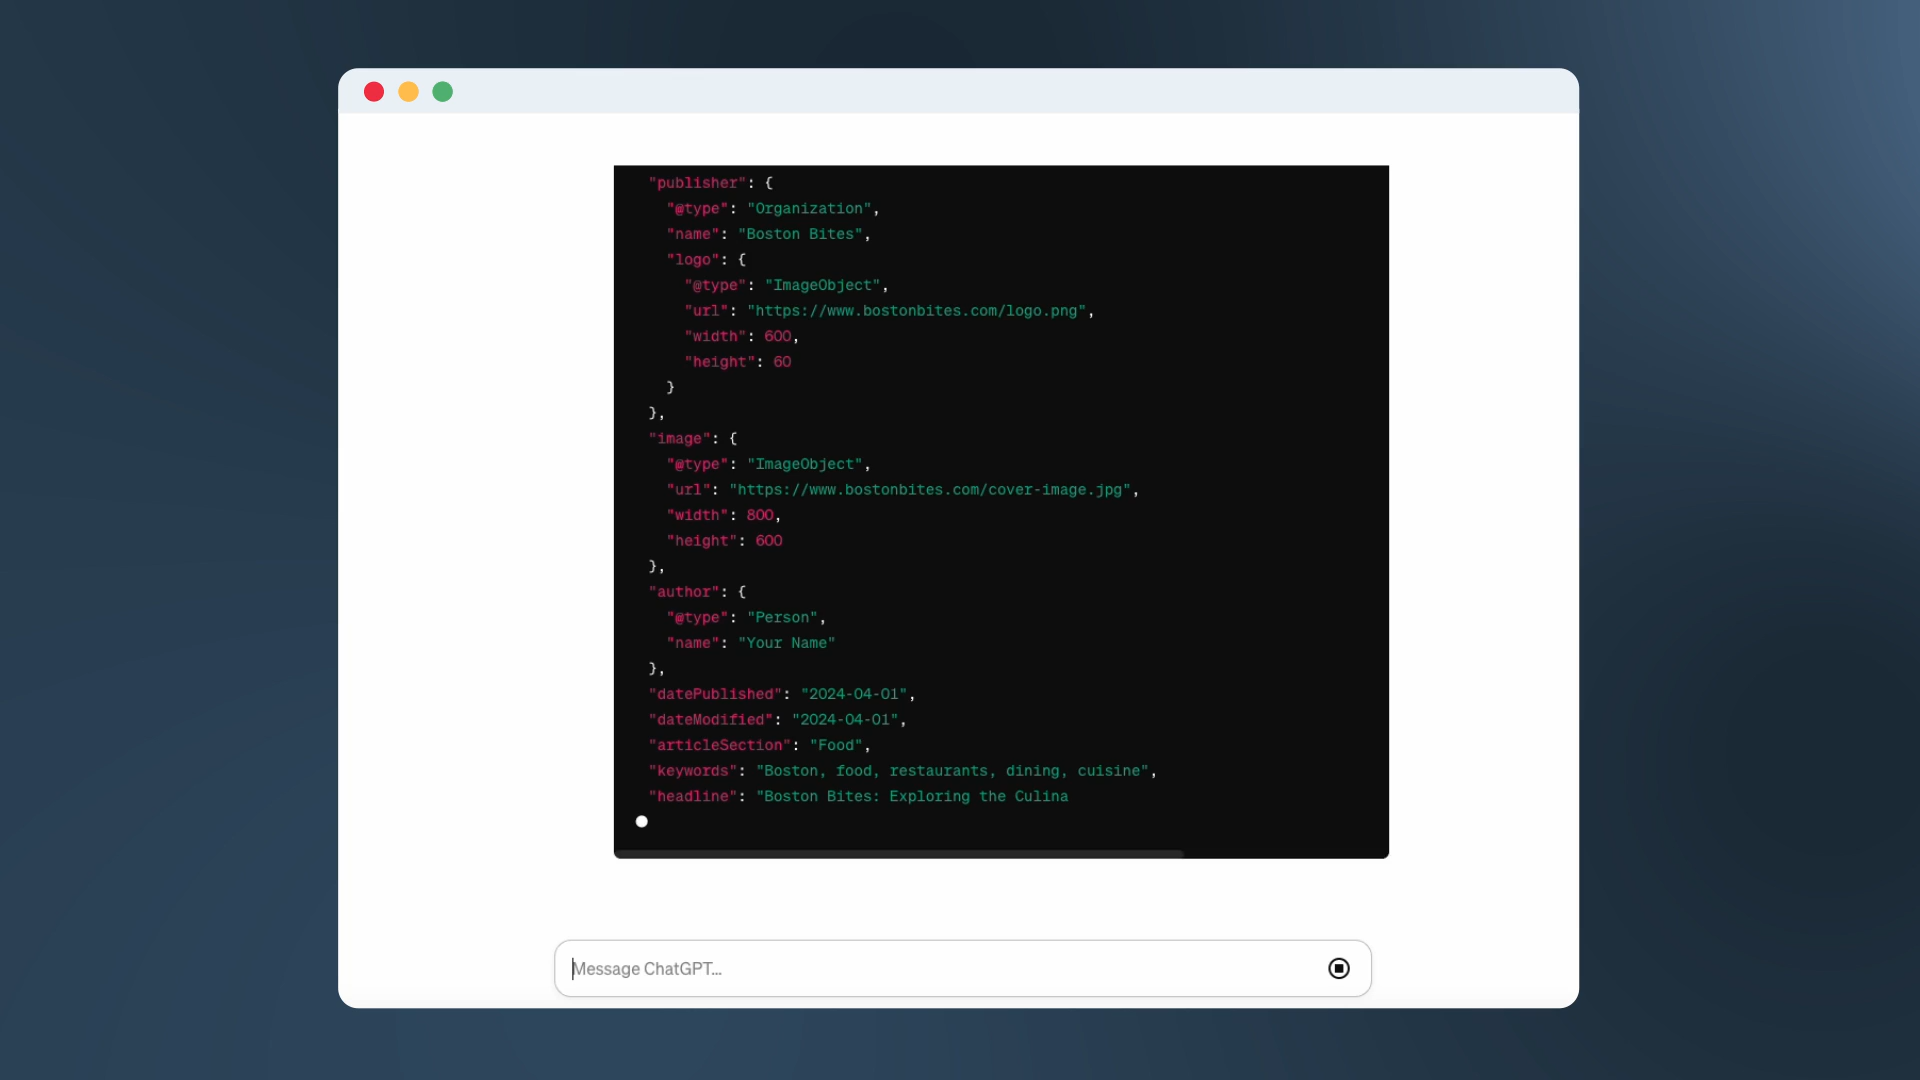 "publisher": {
"@type": "Organization",
"name": "Boston Bites",
"logo": {
"@type": "ImageObject",
"url": "https://www.bostonbites.com/logo.png",
"width": 600,
"height": 60
}
},
"image": {
"@type": "ImageObject",
"url": "https://www.bostonbites.com/cover-image.jpg",
"width": 800,
"height": 600
},
"author": {
"@type": "Person",
"name": "Your Name"
},
"datePublished": "2024-04-01",
"dateModified": "2024-04-01",
"articleSection": "Food",
"keywords": "Boston, food, restaurants, dining, cuisine",
"headline": "Boston Bites: Exploring the Culina
Message ChatGPT...